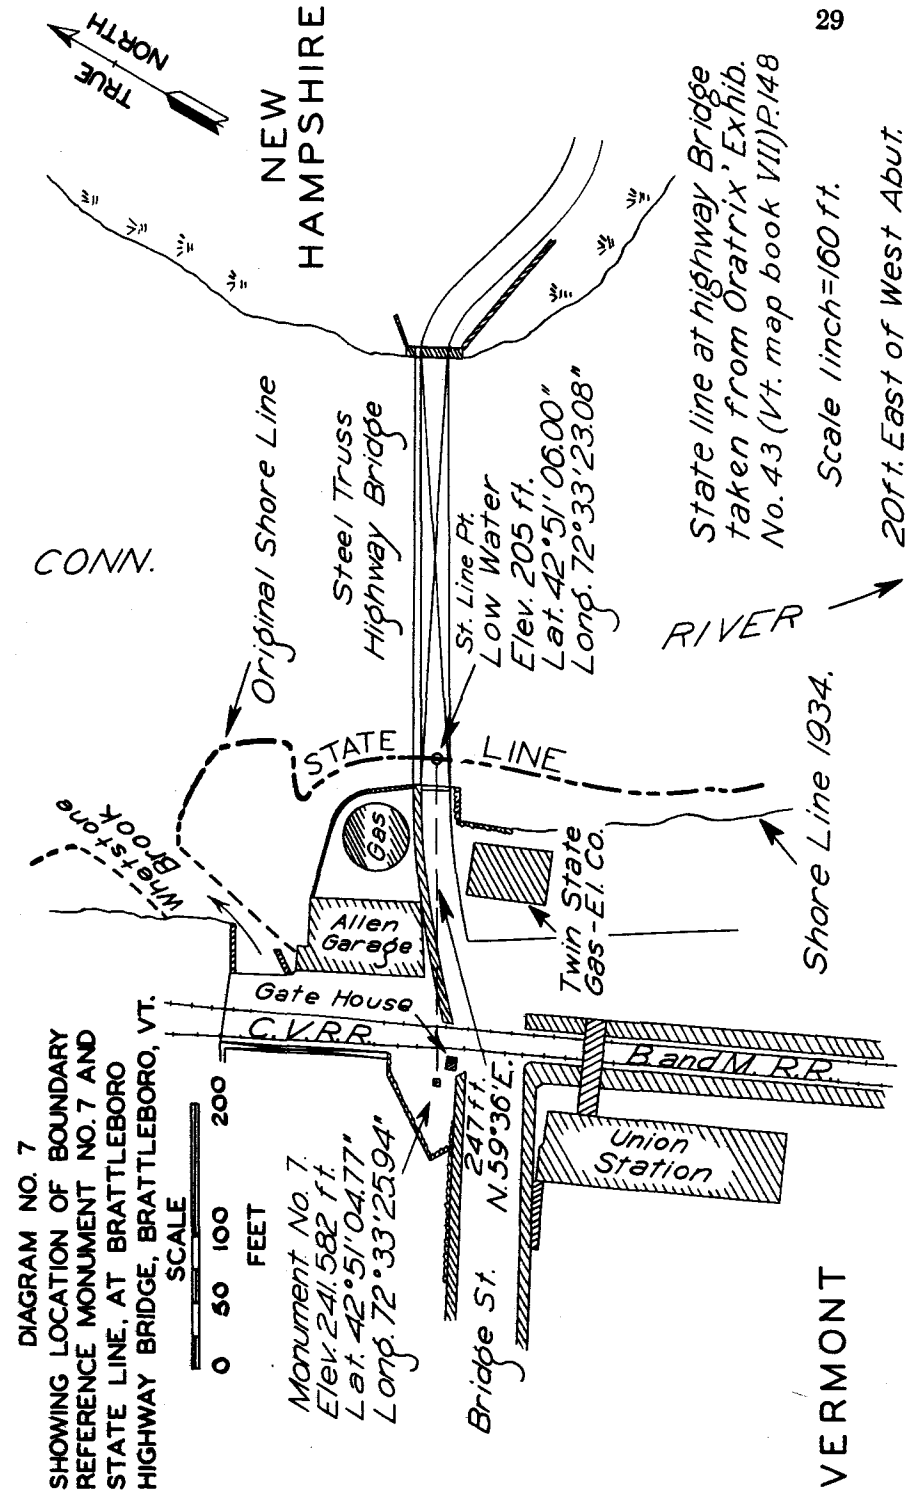 29
DIAGRAM NO. 7
SHOWING LOCATION OF BOUNDARY
REFERENCE MONUMENT NO. 7 AND
STATE LINE, AT BRATTLEBORO
HIGHWAY BRIDGE, BRATTLEBORO, VT.
SCALE
0 50 100 200
FEET
TRUE
NORTH
NEW
HAMPSHIRE
CONN.
RIVER
Whetstone
Brook
Original Shore Line
Steel Truss
Highway Bridge
STATE LINE
St. Line Pt.
Low Water
Elev. 205 ft.
Lat. 42°51'06.00"
Long. 72°33'23.08"
Gas
Allen
Garage
Gate House
C.V.R.R.
Twin State
Gas-El. Co.
Shore Line 1934.
B and M. R.R.
Union
Station
247 ft.
N.59°36'E.
Monument No. 7.
Elev. 241.582 ft.
Lat. 42°51'04.77"
Long. 72°33'25.94"
Bridge St.
VERMONT
State line at highway Bridge
taken from Oratrix' Exhib.
No. 43 (Vt. map book VII) P.148
Scale 1inch=160 ft.
20ft. East of West Abut.